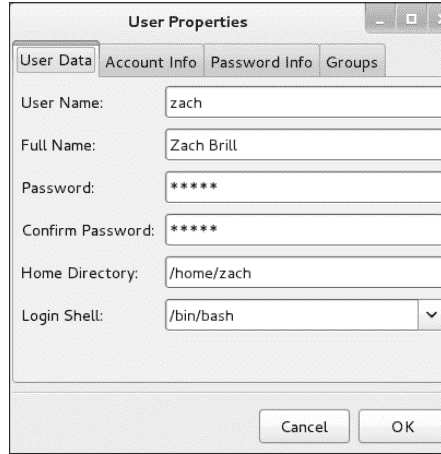 User Properties
User Data Account Info Password Info Groups
User Name: zach
Full Name: Zach Brill
Password: *****
Confirm Password: *****
Home Directory: /home/zach
Login Shell: /bin/bash
Cancel OK